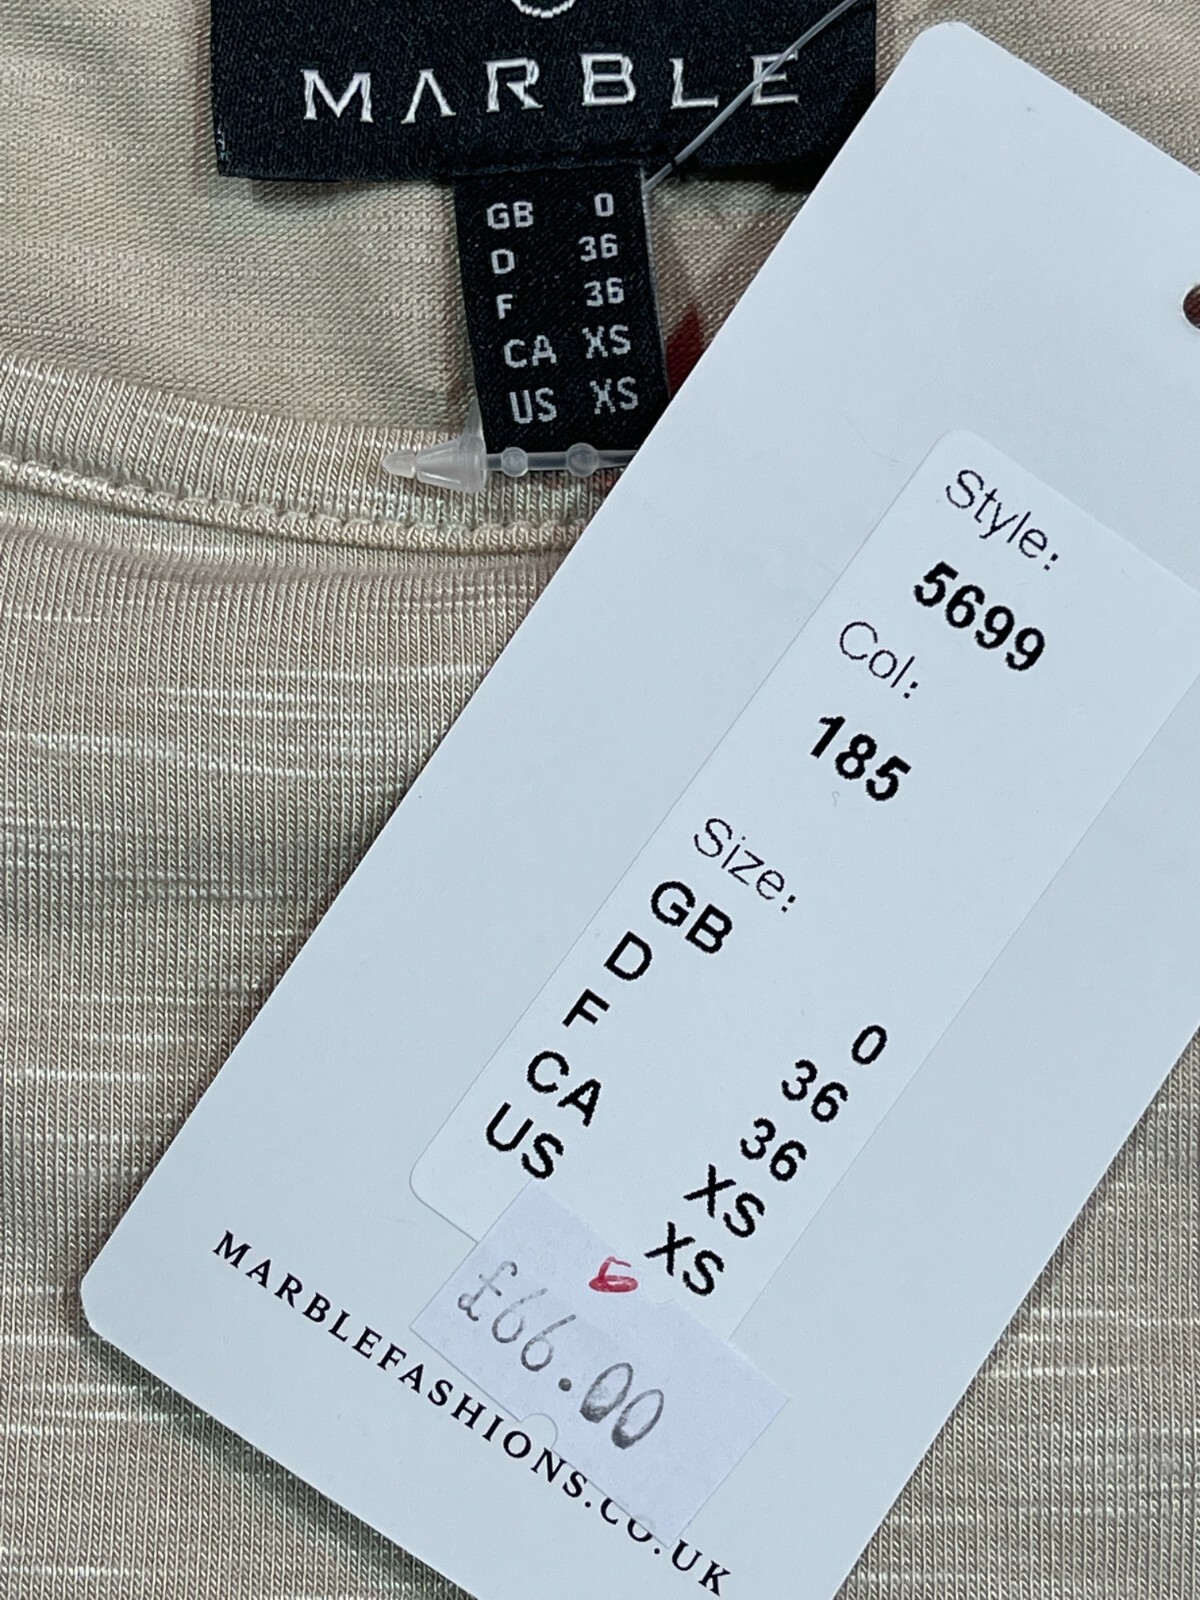 MARBLE
GB 0
D 36
F 36
CA XS
US XS
Style:
5699
Col:
185
Size:
GB 0
D 36
F 36
CA XS
US XS
£66.00
MARBLEFASHIONS.CO.UK